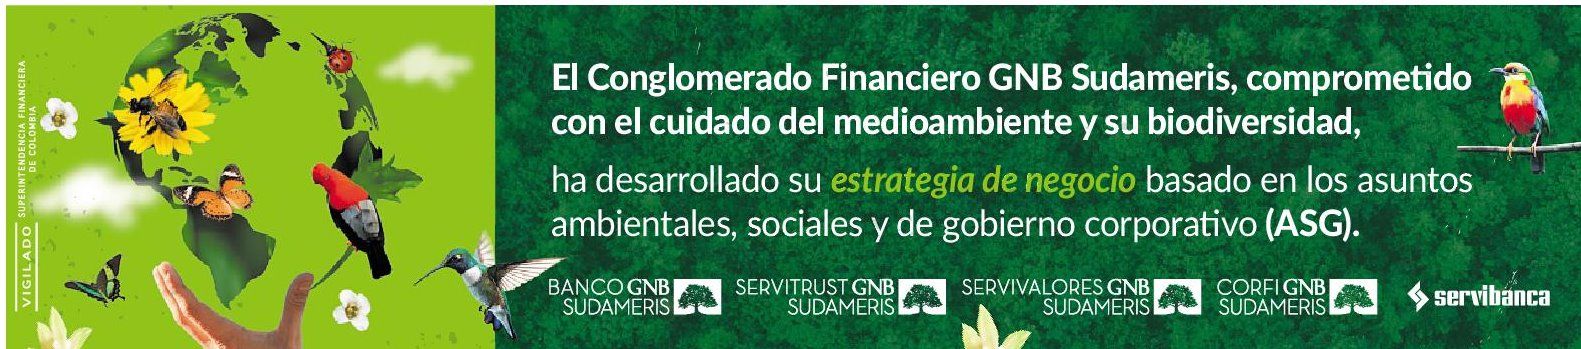 VIGILADO SUPERINTENDENCIA FINANCIERA
DE COLOMBIA
El Conglomerado Financiero GNB Sudameris, comprometido
con el cuidado del medioambiente y su biodiversidad,
ha desarrollado su estrategia de negocio basado en los asuntos
ambientales, sociales y de gobierno corporativo (ASG).
BANCO GNB
SUDAMERIS
SERVITRUST GNB
SUDAMERIS
SERVIVALORES GNB
SUDAMERIS
CORFI GNB
SUDAMERIS
servibanca